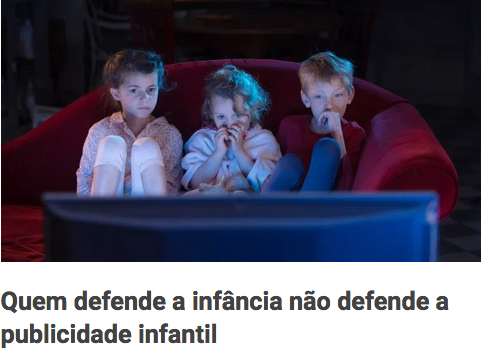 Quem defende a infância não defende a
publicidade infantil